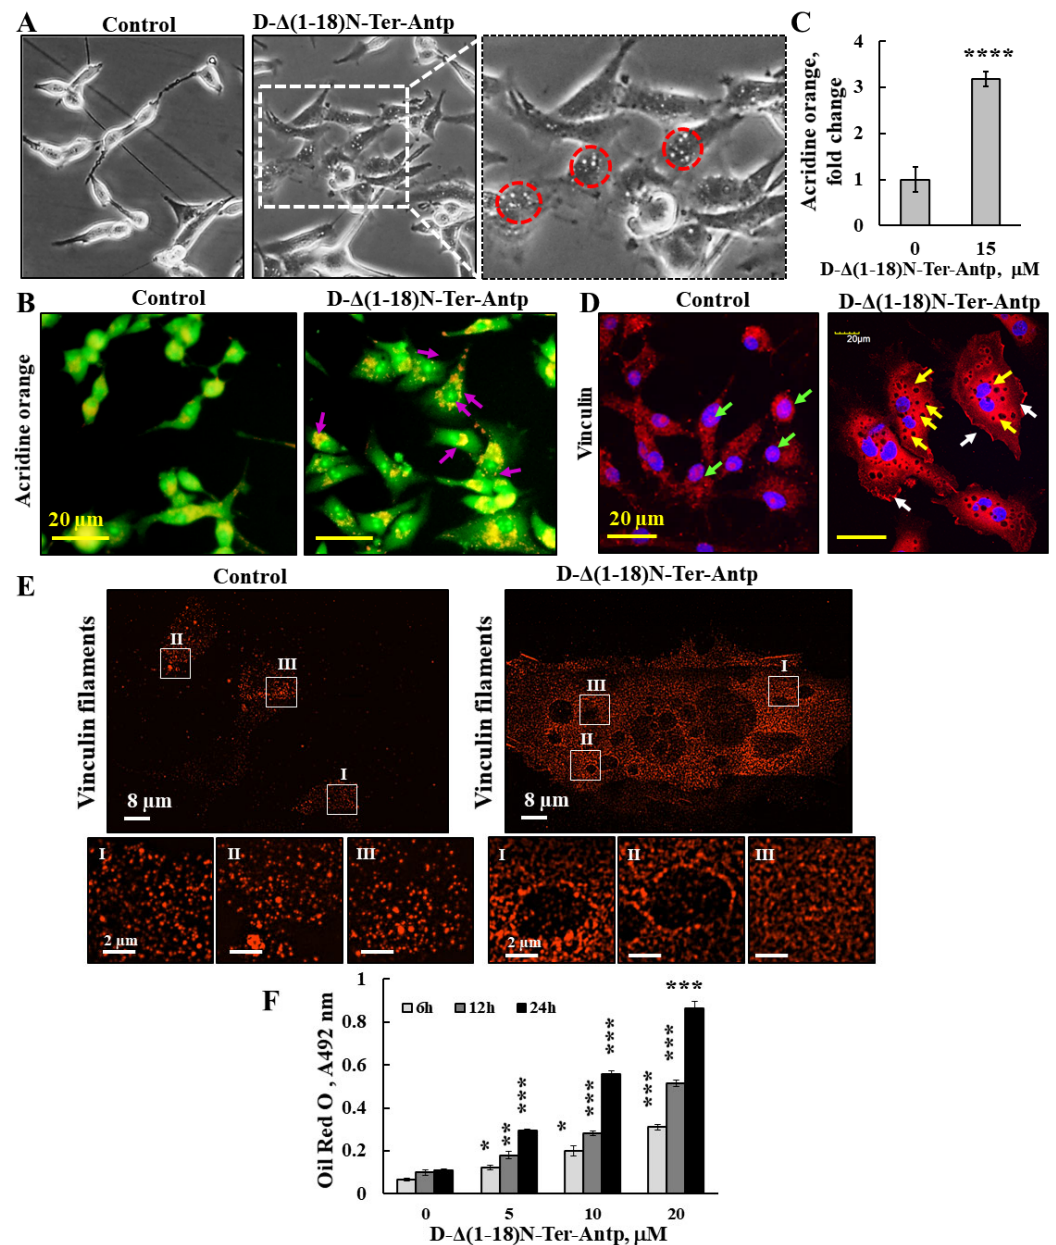 A
Control
D-Δ(1-18)N-Ter-Antp
C
Acridine orange,
fold change
4
3
2
1
0
****
0
15
D-Δ(1-18)N-Ter-Antp, μM
B
Control
D-Δ(1-18)N-Ter-Antp
Acridine orange
20 μm
D
Control
D-Δ(1-18)N-Ter-Antp
Vinculin
20 μm
20μm
E
Control
D-Δ(1-18)N-Ter-Antp
Vinculin filaments
II
III
I
8 μm
Vinculin filaments
I
III
II
8 μm
I
2 μm
II
III
I
2 μm
II
III
F
Oil Red O , A492 nm
1
0.8
0.6
0.4
0.2
0
6h
12h
24h
*
**
***
*
***
***
***
***
***
0
5
10
20
D-Δ(1-18)N-Ter-Antp, μM